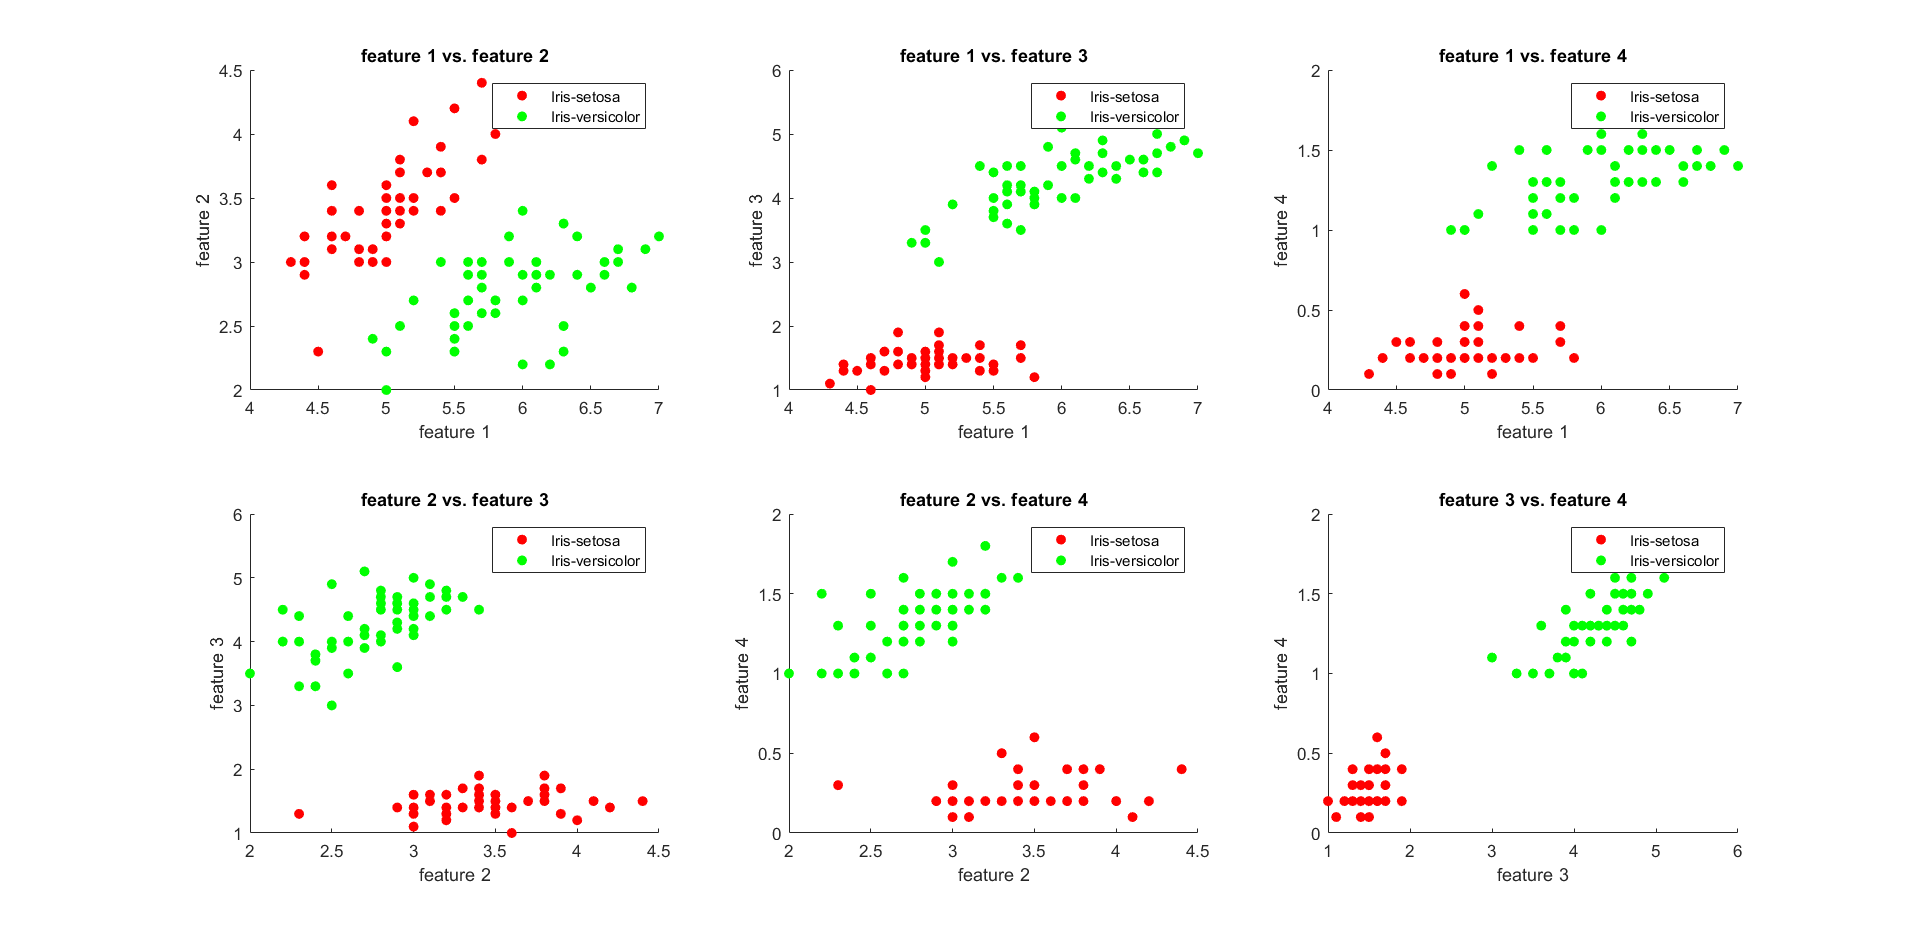 feature 1 vs. feature 2
4.5
4
3.5
3
2.5
2
feature 2
Iris-setosa
Iris-versicolor
4 4.5 5 5.5 6 6.5 7
feature 1
feature 1 vs. feature 3
6
5
4
3
2
1
feature 3
Iris-setosa
Iris-versicolor
4 4.5 5 5.5 6 6.5 7
feature 1
feature 1 vs. feature 4
2
1.5
1
0.5
0
feature 4
Iris-setosa
Iris-versicolor
4 4.5 5 5.5 6 6.5 7
feature 1
feature 2 vs. feature 3
6
5
4
3
2
1
feature 3
Iris-setosa
Iris-versicolor
2 2.5 3 3.5 4 4.5
feature 2
feature 2 vs. feature 4
2
1.5
1
0.5
0
feature 4
Iris-setosa
Iris-versicolor
2 2.5 3 3.5 4 4.5
feature 2
feature 3 vs. feature 4
2
1.5
1
0.5
0
feature 4
Iris-setosa
Iris-versicolor
1 2 3 4 5 6
feature 3